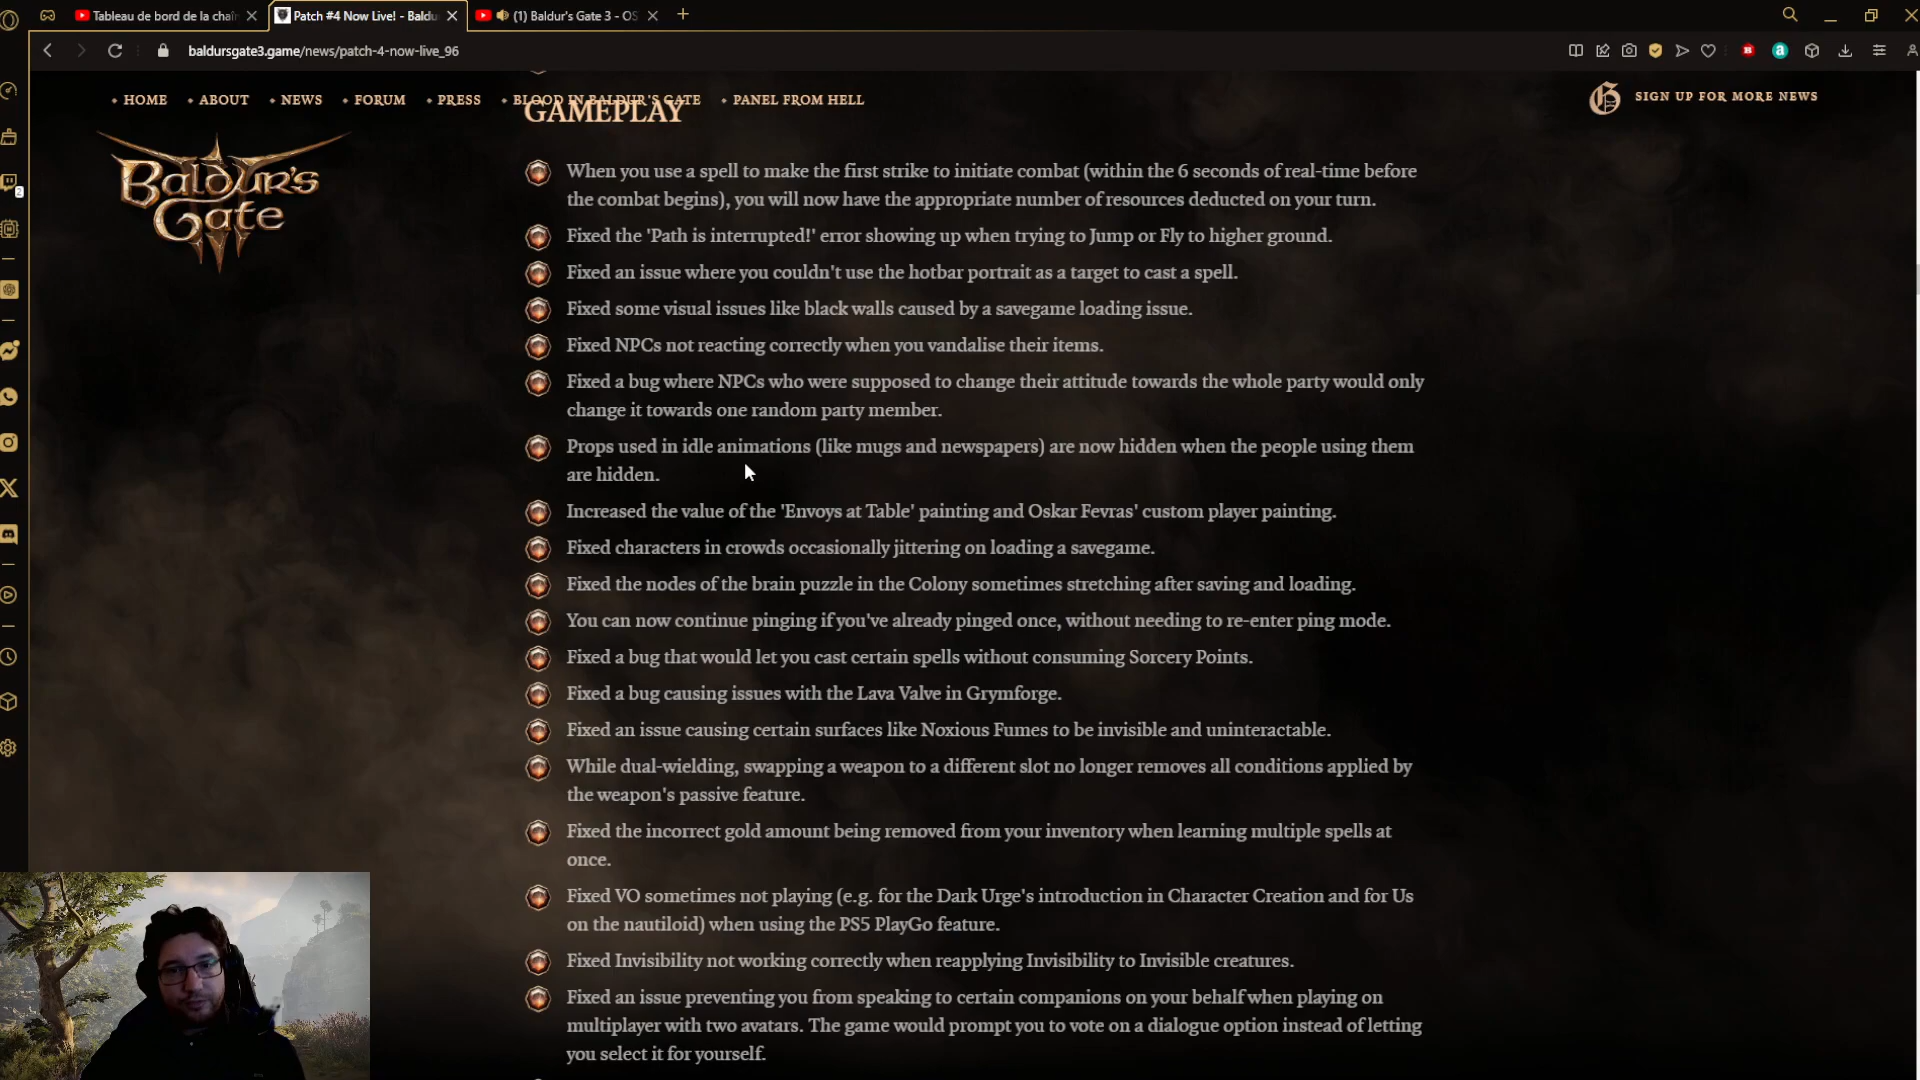 Tableau de bord de la chaîn
Patch #4 Now Live! - Baldu
(1) Baldur's Gate 3 - OS
baldursgate3.game/news/patch-4-now-live_96
HOME
ABOUT
NEWS
FORUM
PRESS
BLOOD IN BALDUR'S GATE
PANEL FROM HELL
SIGN UP FOR MORE NEWS
Baldur's
Gate
GAMEPLAY
When you use a spell to make the first strike to initiate combat (within the 6 seconds of real-time before
the combat begins), you will now have the appropriate number of resources deducted on your turn.
Fixed the 'Path is interrupted!' error showing up when trying to Jump or Fly to higher ground.
Fixed an issue where you couldn't use the hotbar portrait as a target to cast a spell.
Fixed some visual issues like black walls caused by a savegame loading issue.
Fixed NPCs not reacting correctly when you vandalise their items.
Fixed a bug where NPCs who were supposed to change their attitude towards the whole party would only
change it towards one random party member.
Props used in idle animations (like mugs and newspapers) are now hidden when the people using them
are hidden.
Increased the value of the 'Envoys at Table' painting and Oskar Fevras' custom player painting.
Fixed characters in crowds occasionally jittering on loading a savegame.
Fixed the nodes of the brain puzzle in the Colony sometimes stretching after saving and loading.
You can now continue pinging if you've already pinged once, without needing to re-enter ping mode.
Fixed a bug that would let you cast certain spells without consuming Sorcery Points.
Fixed a bug causing issues with the Lava Valve in Grymforge.
Fixed an issue causing certain surfaces like Noxious Fumes to be invisible and uninteractable.
While dual-wielding, swapping a weapon to a different slot no longer removes all conditions applied by
the weapon's passive feature.
Fixed the incorrect gold amount being removed from your inventory when learning multiple spells at
once.
Fixed VO sometimes not playing (e.g. for the Dark Urge's introduction in Character Creation and for Us
on the nautiloid) when using the PS5 PlayGo feature.
Fixed Invisibility not working correctly when reapplying Invisibility to Invisible creatures.
Fixed an issue preventing you from speaking to certain companions on your behalf when playing on
multiplayer with two avatars. The game would prompt you to vote on a dialogue option instead of letting
you select it for yourself.
2